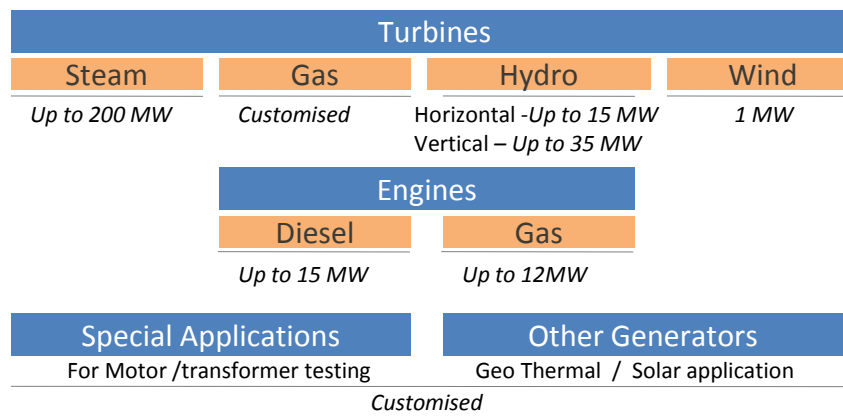 Turbines
Steam Gas Hydro Wind
Up to 200 MW Customised Horizontal -Up to 15 MW 1 MW
Vertical – Up to 35 MW
Engines
Diesel Gas
Up to 15 MW Up to 12MW
Special Applications Other Generators
For Motor /transformer testing Geo Thermal / Solar application
Customised